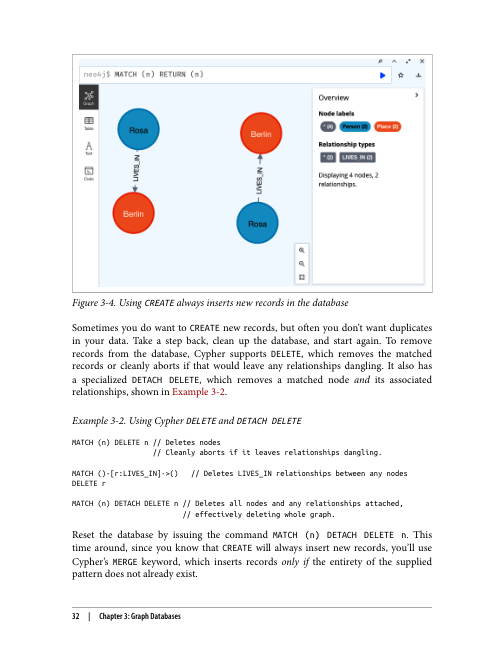 neo4j$ MATCH (n) RETURN (n)
Graph
Table
Text
Code
Rosa
LIVES_IN
Berlin
Berlin
LIVES_IN
Rosa
Overview
Node labels
* (4) Person (2) Place (2)
Relationship types
* (2) LIVES_IN (2)
Displaying 4 nodes, 2
relationships.
Figure 3-4. Using CREATE always inserts new records in the database
Sometimes you do want to CREATE new records, but often you don’t want duplicates
in your data. Take a step back, clean up the database, and start again. To remove
records from the database, Cypher supports DELETE, which removes the matched
records or cleanly aborts if that would leave any relationships dangling. It also has
a specialized DETACH DELETE, which removes a matched node and its associated
relationships, shown in Example 3-2.
Example 3-2. Using Cypher DELETE and DETACH DELETE
MATCH (n) DELETE n // Deletes nodes
// Cleanly aborts if it leaves relationships dangling.
MATCH ()-[r:LIVES_IN]->() // Deletes LIVES_IN relationships between any nodes
DELETE r
MATCH (n) DETACH DELETE n // Deletes all nodes and any relationships attached,
// effectively deleting whole graph.
Reset the database by issuing the command MATCH (n) DETACH DELETE n. This
time around, since you know that CREATE will always insert new records, you’ll use
Cypher’s MERGE keyword, which inserts records only if the entirety of the supplied
pattern does not already exist.
32 | Chapter 3: Graph Databases